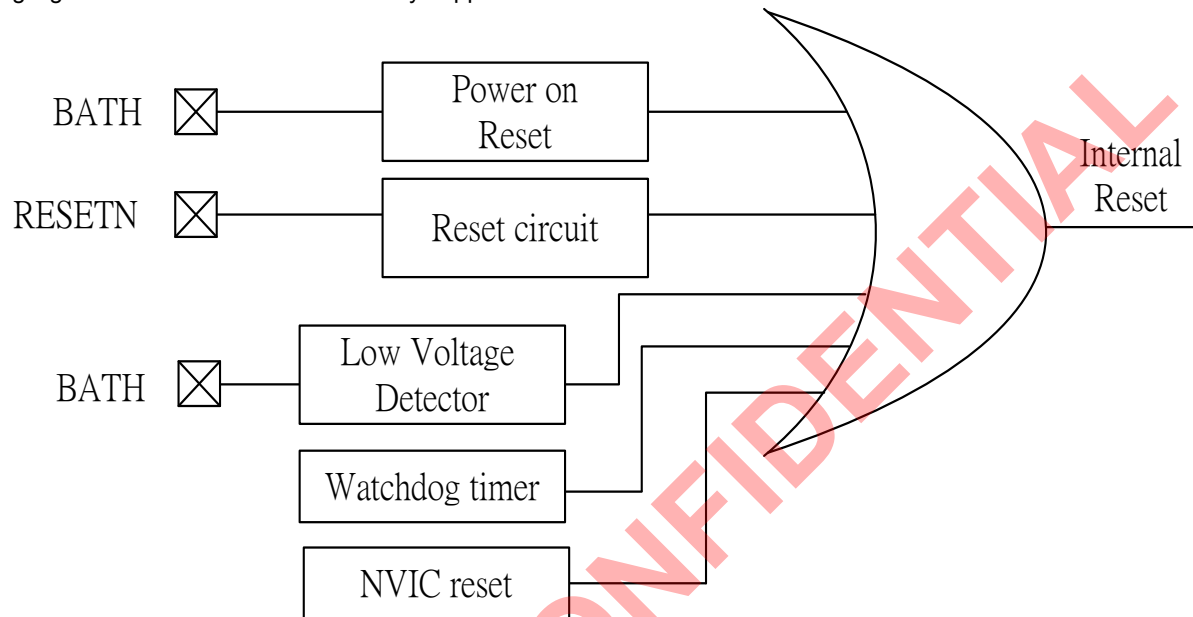 BATH
Power on
Reset
RESETN
Reset circuit
Internal
Reset
BATH
Low Voltage
Detector
Watchdog timer
NVIC reset
CONFIDENTIAL